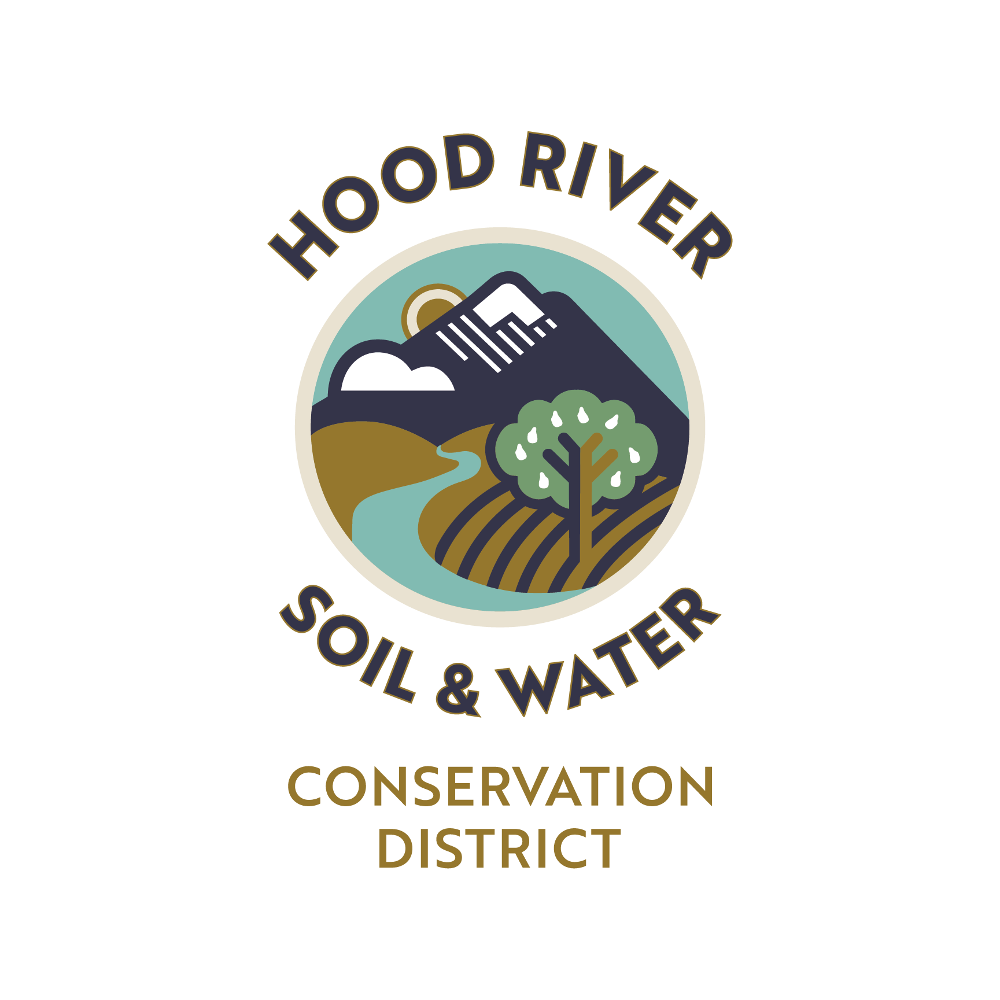 HOOD RIVER
SOIL & WATER
CONSERVATION
DISTRICT